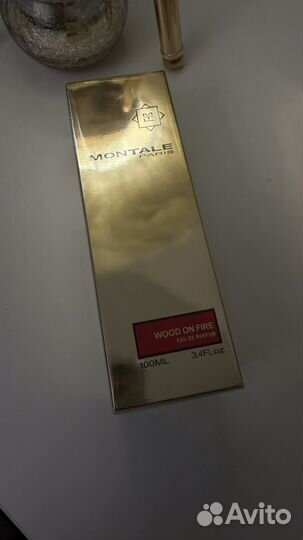 MONTALE
PARIS
WOOD ON FIRE
EAU DE PARFUM
100ML 3.4Fl.oz
Avito